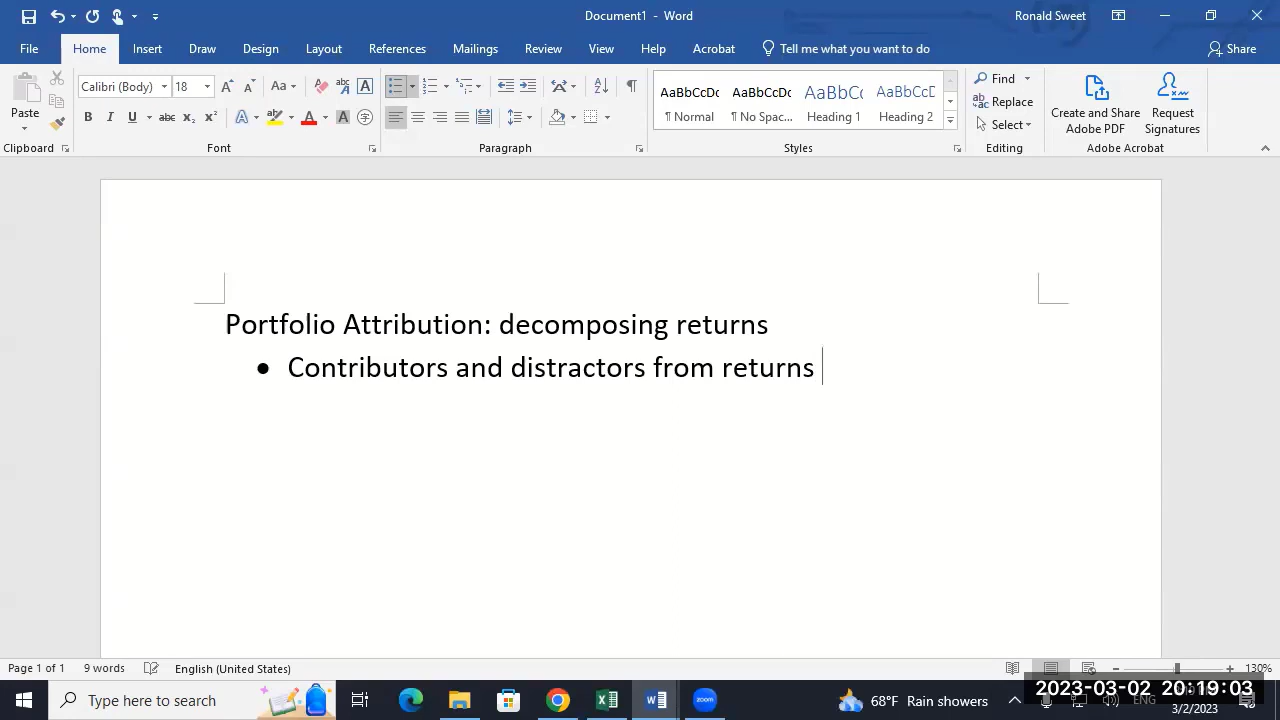 Document1 - Word
Ronald Sweet
File Home Insert Draw Design Layout References Mailings Review View Help Acrobat Tell me what you want to do Share
Paste
Calibri (Body) 18
Clipboard
Font
Paragraph
AaBbCcDc AaBbCcDc AaBbCc AaBbCcD
¶ Normal ¶ No Spac... Heading 1 Heading 2
Styles
Find
Replace
Select
Editing
Create and Share
Adobe PDF
Request
Signatures
Adobe Acrobat
Portfolio Attribution: decomposing returns
• Contributors and distractors from returns
Page 1 of 1 9 words English (United States) 130%
Type here to search
68°F Rain showers
2023-03-02 20:19:03
3/2/2023